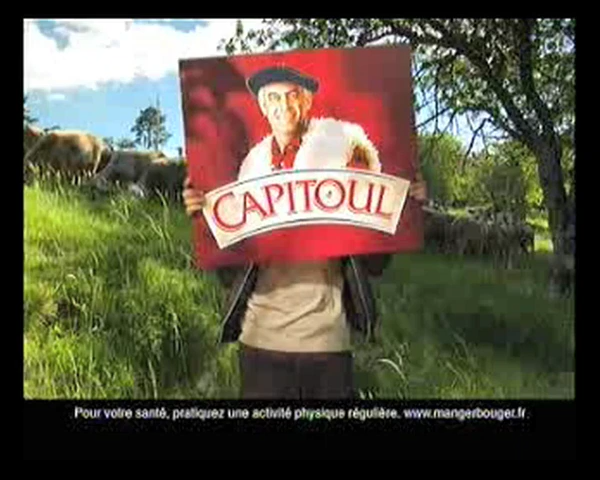 CAPITOUL
Pour votre santé, pratiquez une activité physique régulière. www.mangerbouger.fr